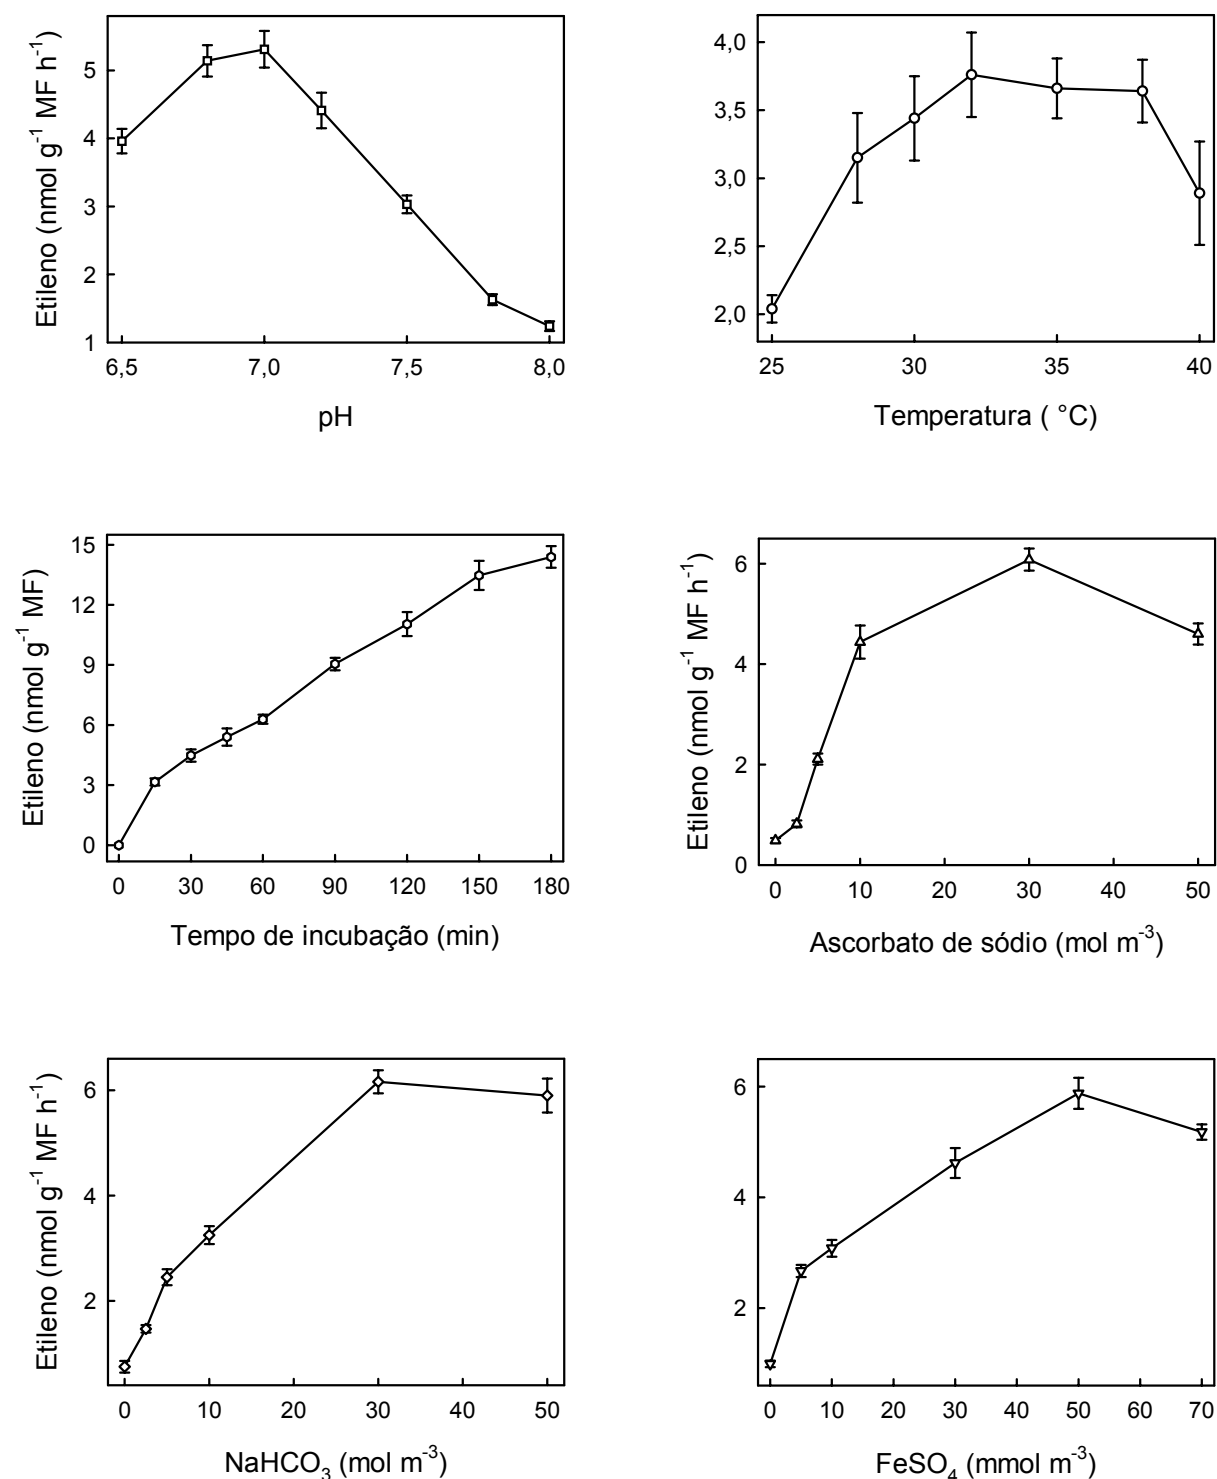 Etileno (nmol g⁻¹ MF h⁻¹)
5
4
3
2
1
6,5 7,0 7,5 8,0
pH
4,0
3,5
3,0
2,5
2,0
25 30 35 40
Temperatura ( °C)
Etileno (nmol g⁻¹ MF)
15
12
9
6
3
0
0 30 60 90 120 150 180
Tempo de incubação (min)
Etileno (nmol g⁻¹ MF h⁻¹)
6
4
2
0
0 10 20 30 40 50
Ascorbato de sódio (mol m⁻³)
Etileno (nmol g⁻¹ MF h⁻¹)
6
4
2
0 10 20 30 40 50
NaHCO₃ (mol m⁻³)
6
4
2
0 10 20 30 40 50 60 70
FeSO₄ (mmol m⁻³)